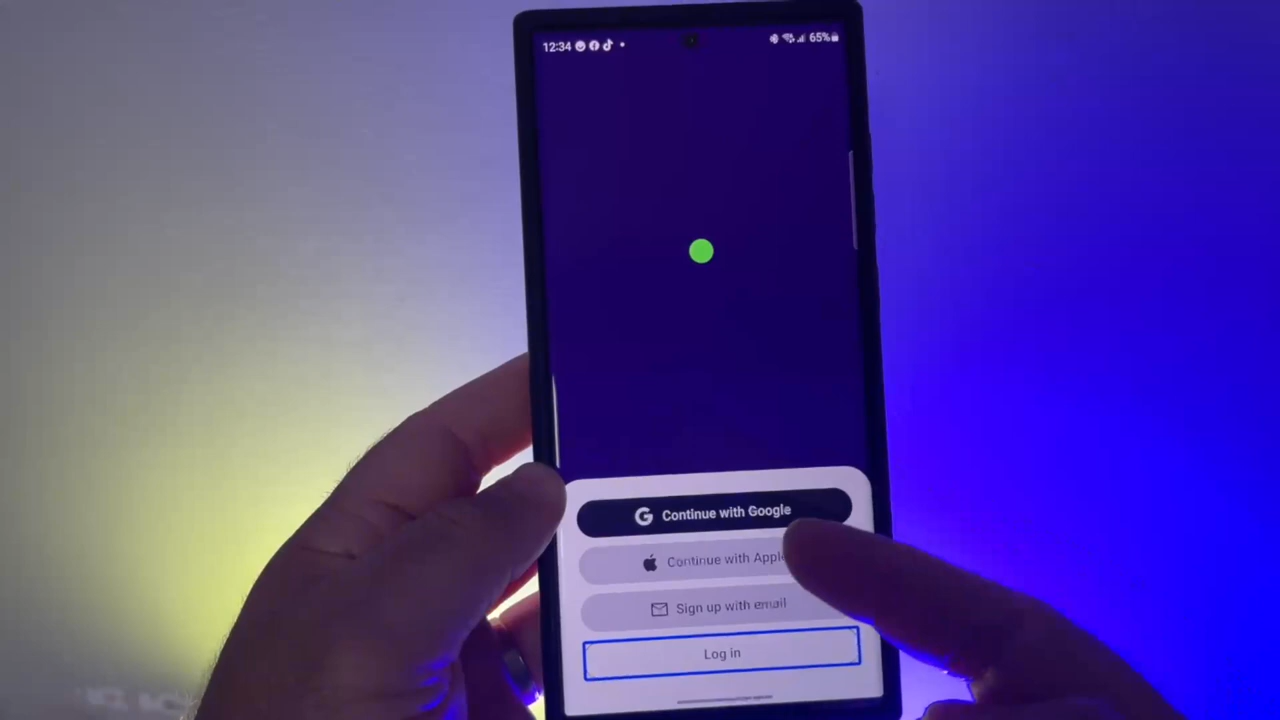 12:34 65%
Continue with Google
Continue with Apple
Sign up with email
Log in